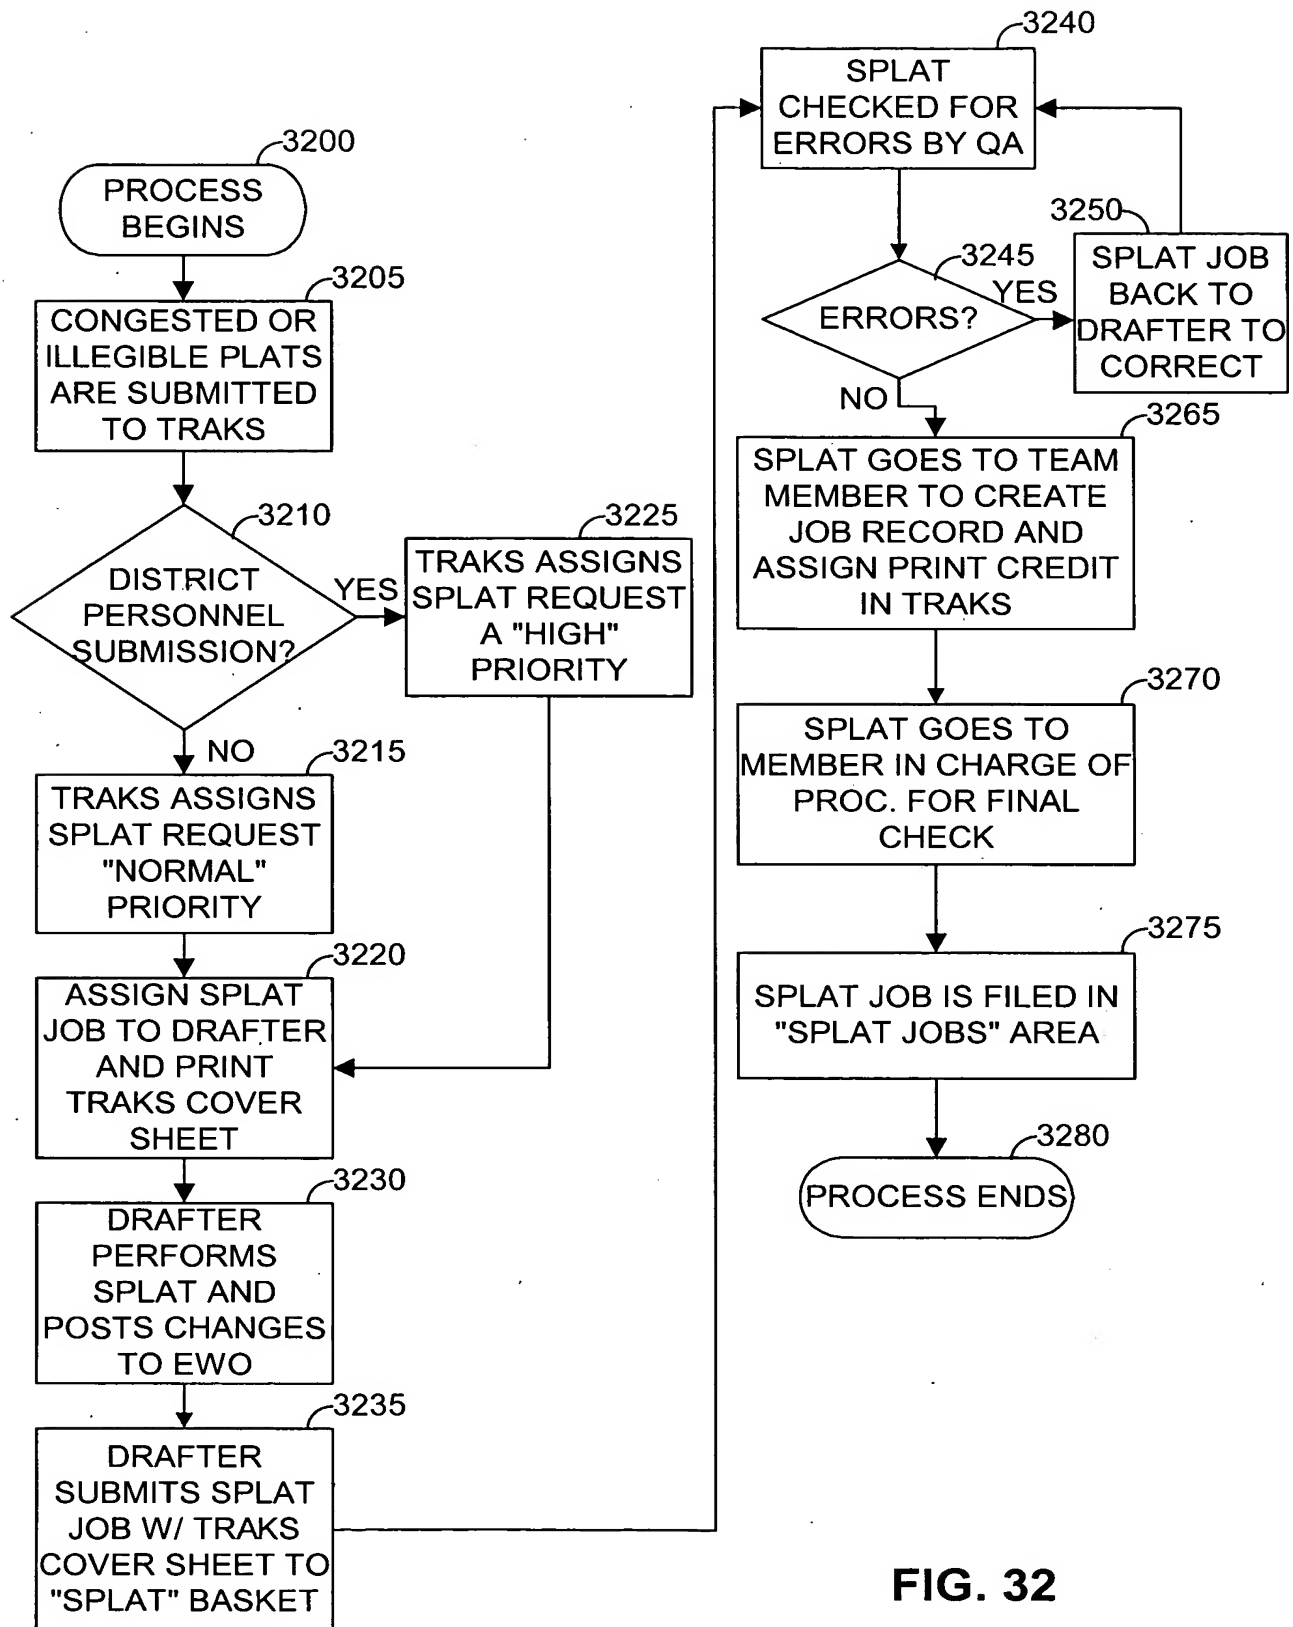 3200
PROCESS
BEGINS
3205
CONGESTED OR
ILLEGIBLE PLATS
ARE SUBMITTED
TO TRAKS
3210
DISTRICT
PERSONNEL
SUBMISSION?
YES
3225
TRAKS ASSIGNS
SPLAT REQUEST
A "HIGH"
PRIORITY
NO
3215
TRAKS ASSIGNS
SPLAT REQUEST
"NORMAL"
PRIORITY
3220
ASSIGN SPLAT
JOB TO DRAFTER
AND PRINT
TRAKS COVER
SHEET
3230
DRAFTER
PERFORMS
SPLAT AND
POSTS CHANGES
TO EWO
3235
DRAFTER
SUBMITS SPLAT
JOB W/ TRAKS
COVER SHEET TO
"SPLAT" BASKET
3240
SPLAT
CHECKED FOR
ERRORS BY QA
3245
ERRORS?
YES
3250
SPLAT JOB
BACK TO
DRAFTER TO
CORRECT
NO
3265
SPLAT GOES TO TEAM
MEMBER TO CREATE
JOB RECORD AND
ASSIGN PRINT CREDIT
IN TRAKS
3270
SPLAT GOES TO
MEMBER IN CHARGE OF
PROC. FOR FINAL
CHECK
3275
SPLAT JOB IS FILED IN
"SPLAT JOBS" AREA
3280
PROCESS ENDS
FIG. 32